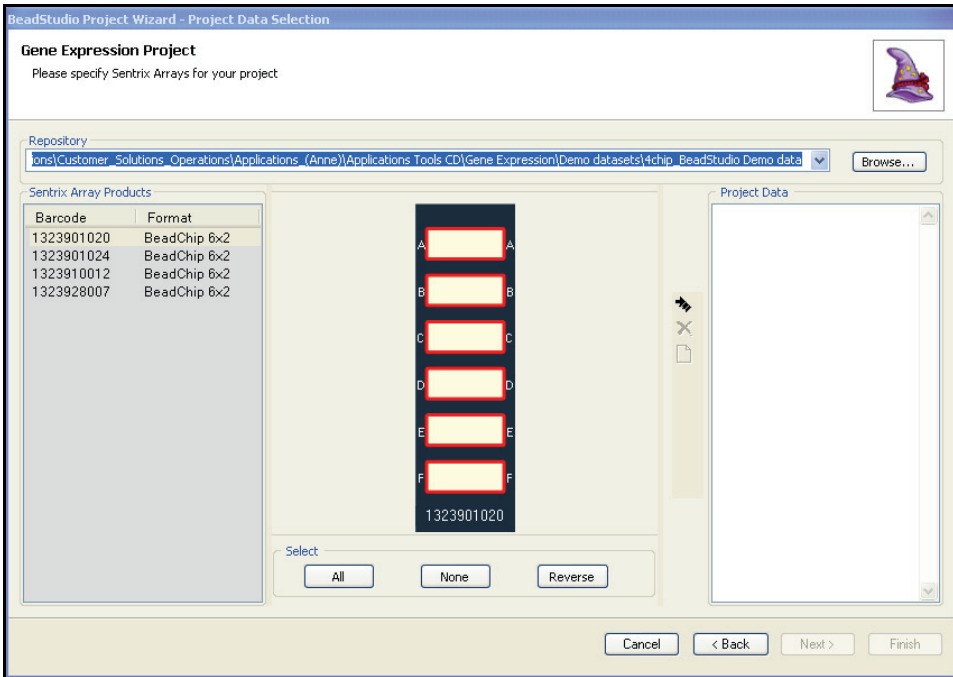 BeadStudio Project Wizard - Project Data Selection
Gene Expression Project
Please specify Sentrix Arrays for your project
Repository
ions\Customer_Solutions_Operations\Applications_(Anne)\Applications Tools CD\Gene Expression\Demo datasets\4chip_BeadStudio Demo data
Browse...
Sentrix Array Products
Barcode Format
1323901020 BeadChip 6x2
1323901024 BeadChip 6x2
1323910012 BeadChip 6x2
1323928007 BeadChip 6x2
A A
B B
C C
D D
E E
F F
1323901020
Select
All None Reverse
Project Data
Cancel < Back Next > Finish